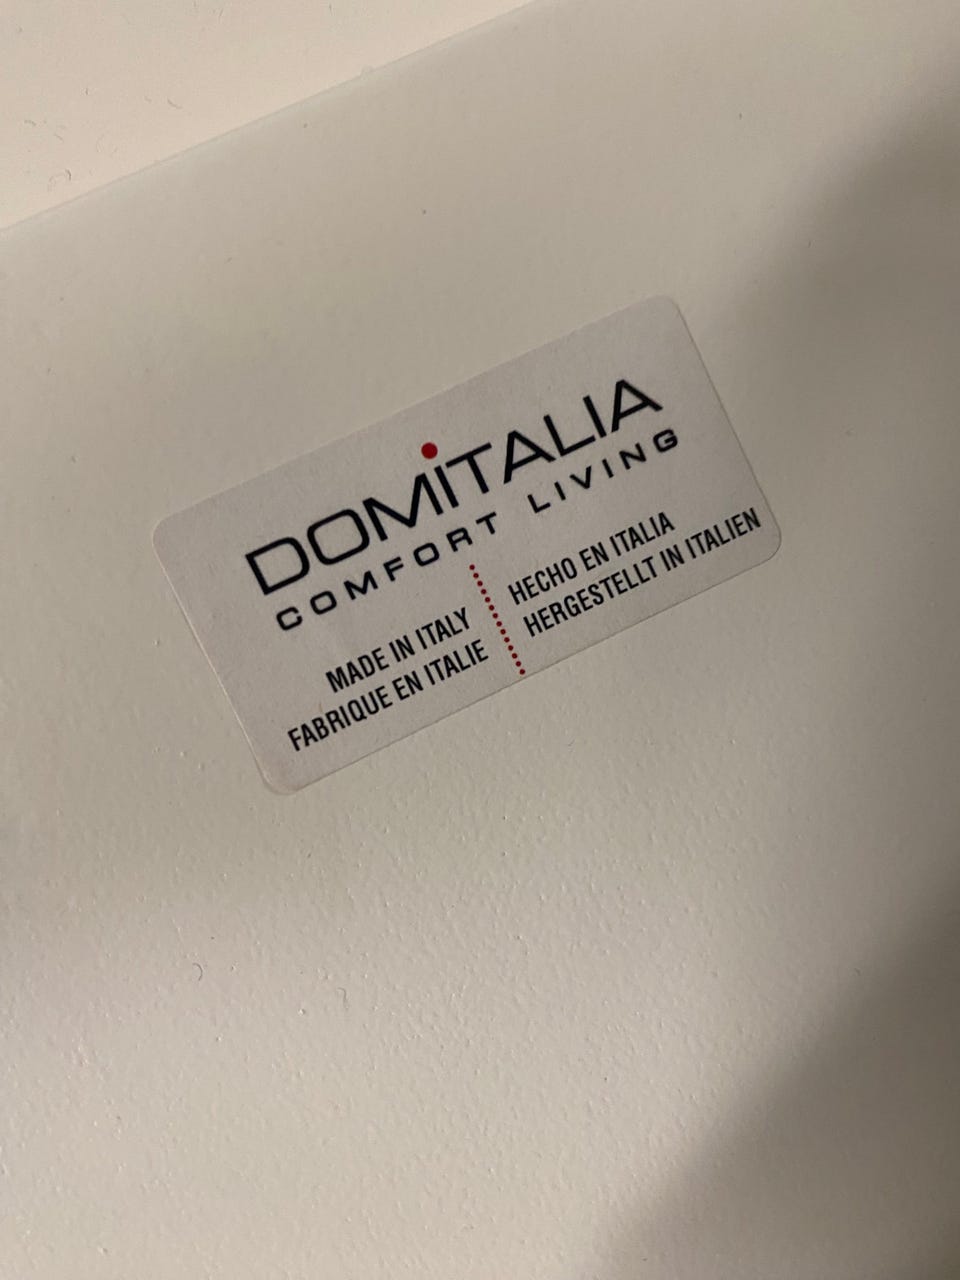 DOMITALIA
COMFORT LIVING
MADE IN ITALY
FABRIQUE EN ITALIE
HECHO EN ITALIA
HERGESTELLT IN ITALIEN